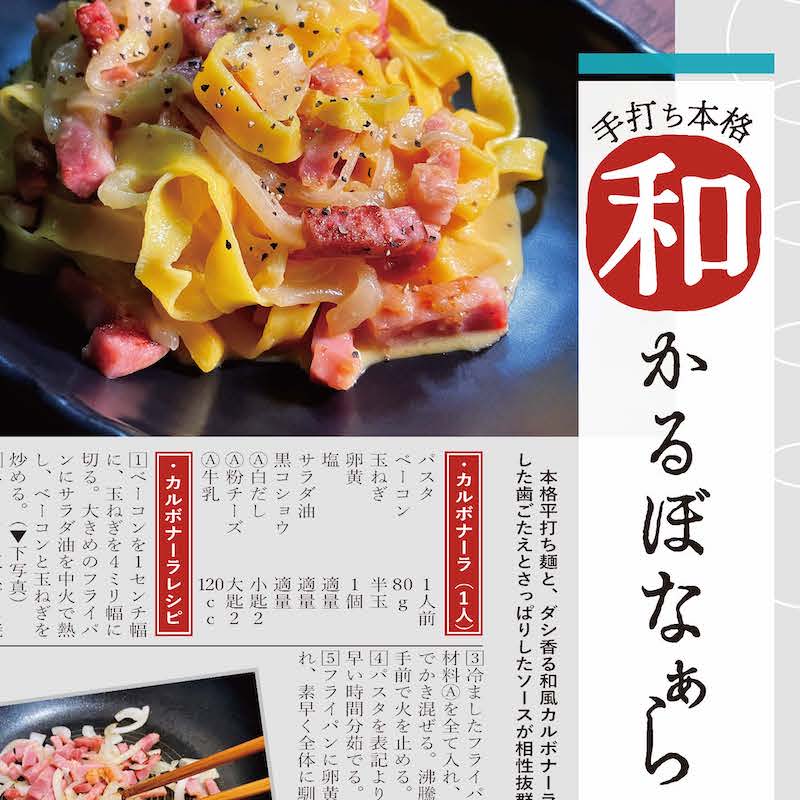 手打ち本格
和
かるぼなぁら
本格平打ち麺と、ダシ香る和風カルボナーラ
した歯ごたえとさっぱりしたソースが相性抜群
・カルボナーラ(1人)
パスタ 1人前
ベーコン 80g
玉ねぎ 半玉
卵黄 1個
塩 適量
サラダ油 適量
黒コショウ 適量
Ⓐ白だし 小匙2
Ⓐ粉チーズ 大匙2
Ⓐ牛乳 120cc
・カルボナーラレシピ
1ベーコンを1センチ幅
に、玉ねぎを4ミリ幅に
切る。大きめのフライパ
ンにサラダ油を中火で熱
し、ベーコンと玉ねぎを
炒める。(▼下写真)
3冷ましたフライパ
材料Ⓐを全て入れ、
でかき混ぜる。沸騰
手前で火を止める。
4パスタを表記より
早い時間分茹でる。
5フライパンに卵黄
れ、素早く全体に馴